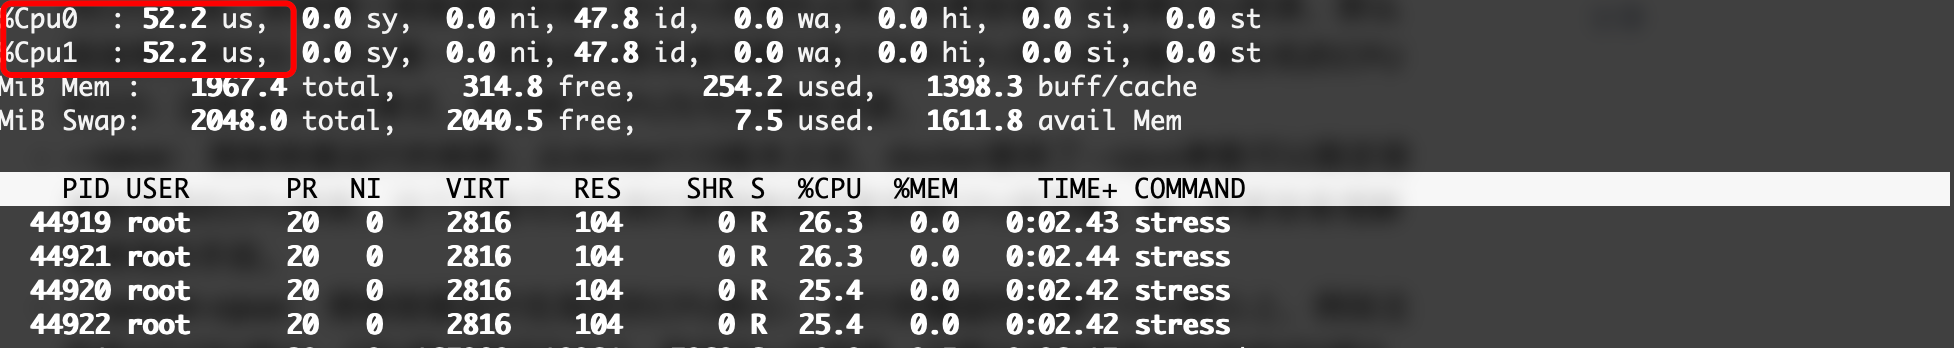 %Cpu0  : 52.2 us,  0.0 sy,  0.0 ni, 47.8 id,  0.0 wa,  0.0 hi,  0.0 si,  0.0 st
%Cpu1  : 52.2 us,  0.0 sy,  0.0 ni, 47.8 id,  0.0 wa,  0.0 hi,  0.0 si,  0.0 st
MiB Mem :   1967.4 total,    314.8 free,    254.2 used,   1398.3 buff/cache
MiB Swap:   2048.0 total,   2040.5 free,      7.5 used.   1611.8 avail Mem
PID USER      PR  NI    VIRT    RES    SHR S  %CPU  %MEM     TIME+ COMMAND
44919 root      20   0    2816    104      0 R  26.3   0.0   0:02.43 stress
44921 root      20   0    2816    104      0 R  26.3   0.0   0:02.44 stress
44920 root      20   0    2816    104      0 R  25.4   0.0   0:02.42 stress
44922 root      20   0    2816    104      0 R  25.4   0.0   0:02.42 stress